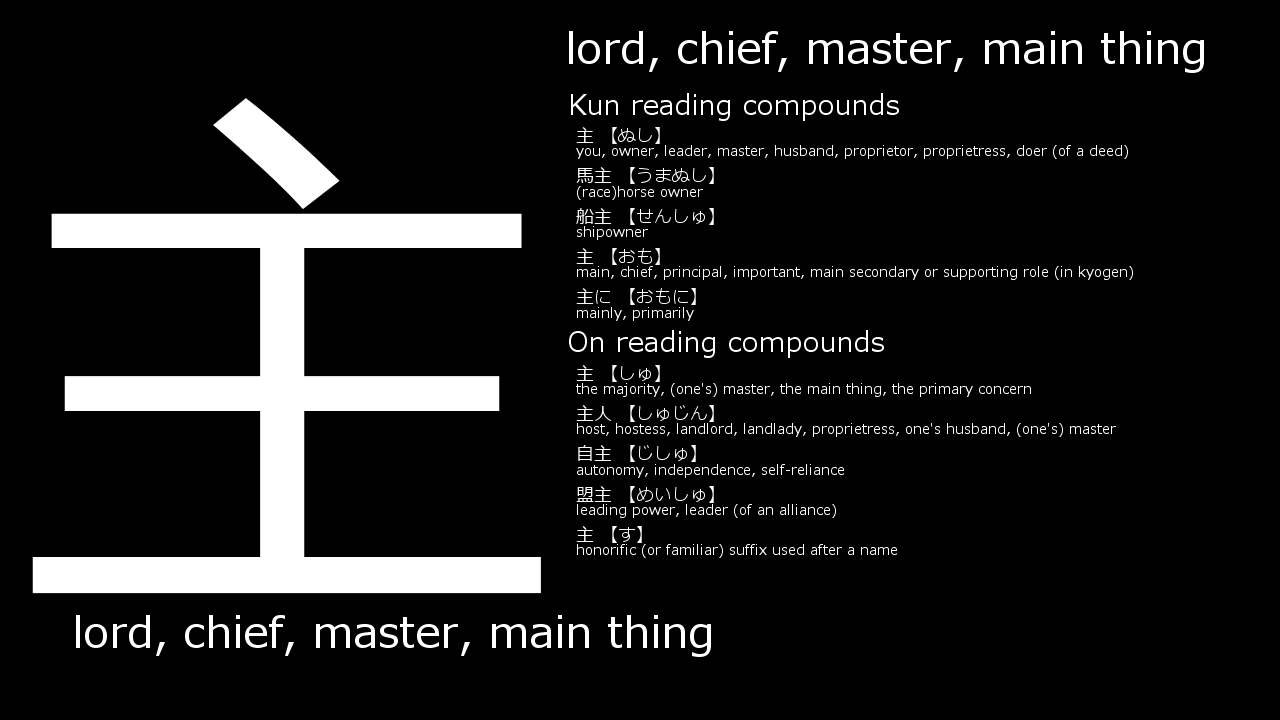 主
lord, chief, master, main thing
lord, chief, master, main thing
Kun reading compounds
主 【ぬし】
you, owner, leader, master, husband, proprietor, proprietress, doer (of a deed)
馬主 【うまぬし】
(race)horse owner
船主 【せんしゅ】
shipowner
主 【おも】
main, chief, principal, important, main secondary or supporting role (in kyogen)
主に 【おもに】
mainly, primarily
On reading compounds
主 【しゅ】
the majority, (one's) master, the main thing, the primary concern
主人 【しゅじん】
host, hostess, landlord, landlady, proprietress, one's husband, (one's) master
自主 【じしゅ】
autonomy, independence, self-reliance
盟主 【めいしゅ】
leading power, leader (of an alliance)
主 【す】
honorific (or familiar) suffix used after a name